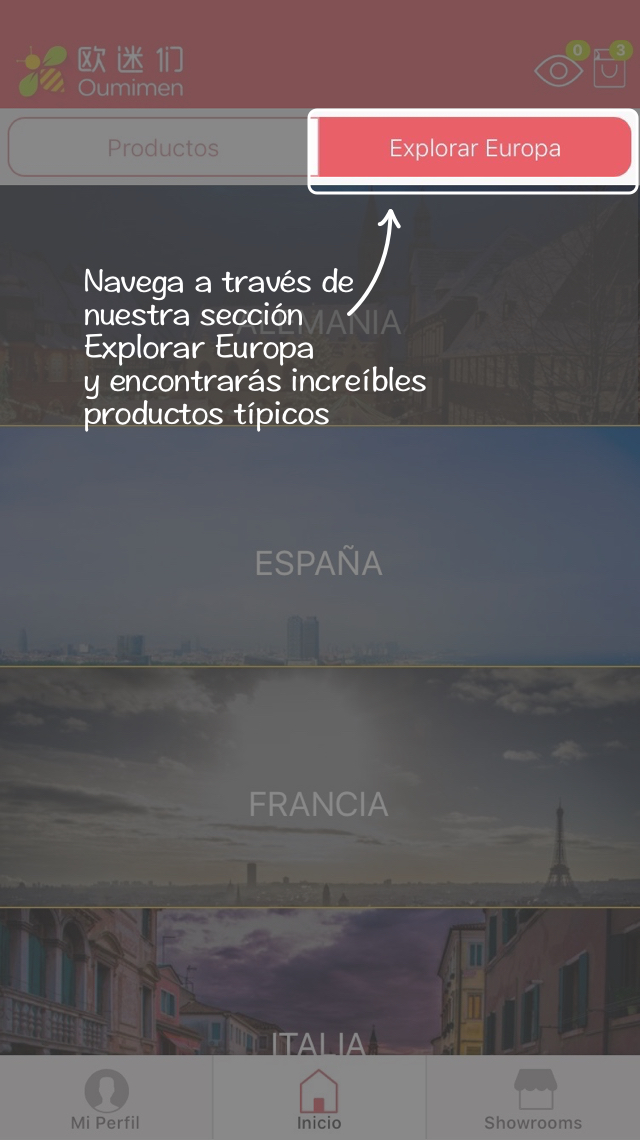 欧迷们
Oumimen
0
3
Productos
Explorar Europa
Navega a través de
nuestra sección
Explorar Europa
y encontrarás increíbles
productos típicos
ALEMANIA
ESPAÑA
FRANCIA
ITALIA
Mi Perfil
Inicio
Showrooms